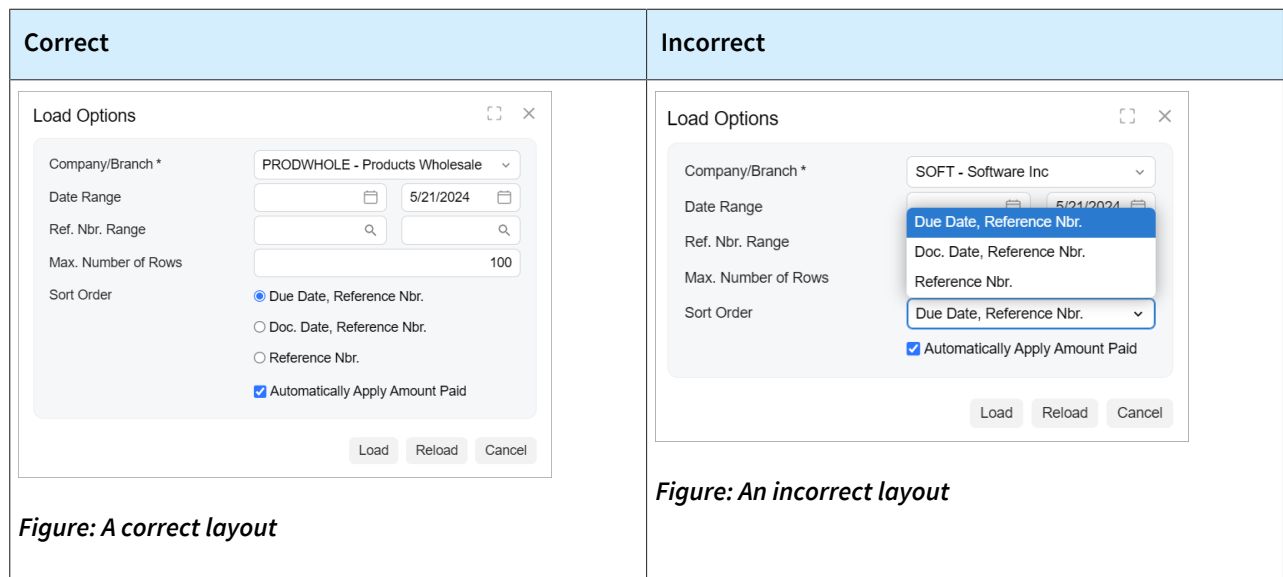 Correct
Incorrect
Load Options
Company/Branch * PRODWHOLE - Products Wholesale
Date Range 5/21/2024
Ref. Nbr. Range
Max. Number of Rows 100
Sort Order Due Date, Reference Nbr.
Doc. Date, Reference Nbr.
Reference Nbr.
Automatically Apply Amount Paid
Load Reload Cancel
Figure: A correct layout
Load Options
Company/Branch * SOFT - Software Inc
Date Range 5/21/2024
Due Date, Reference Nbr.
Ref. Nbr. Range
Doc. Date, Reference Nbr.
Max. Number of Rows
Reference Nbr.
Sort Order Due Date, Reference Nbr.
Automatically Apply Amount Paid
Load Reload Cancel
Figure: An incorrect layout